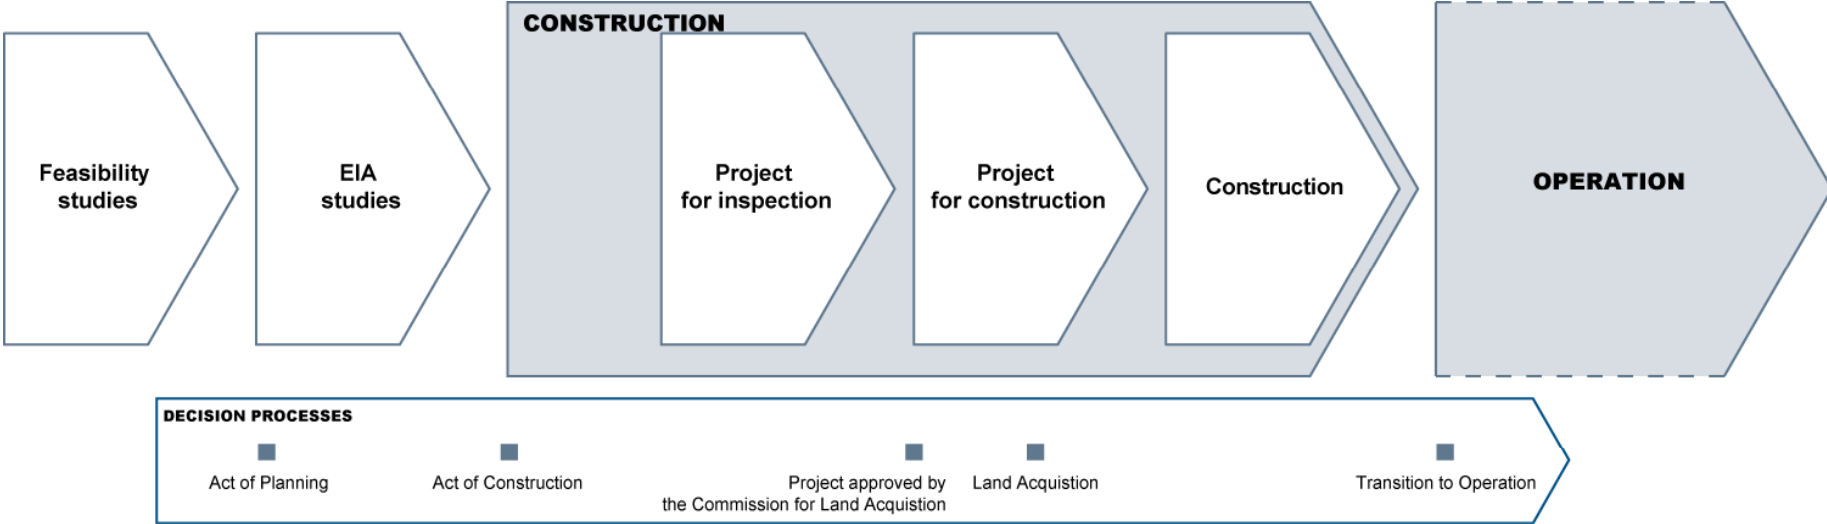 CONSTRUCTION
Feasibility
studies
EIA
studies
Project
for inspection
Project
for construction
Construction
OPERATION
DECISION PROCESSES
Act of Planning
Act of Construction
Project approved by
the Commission for Land Acquistion
Land Acquistion
Transition to Operation